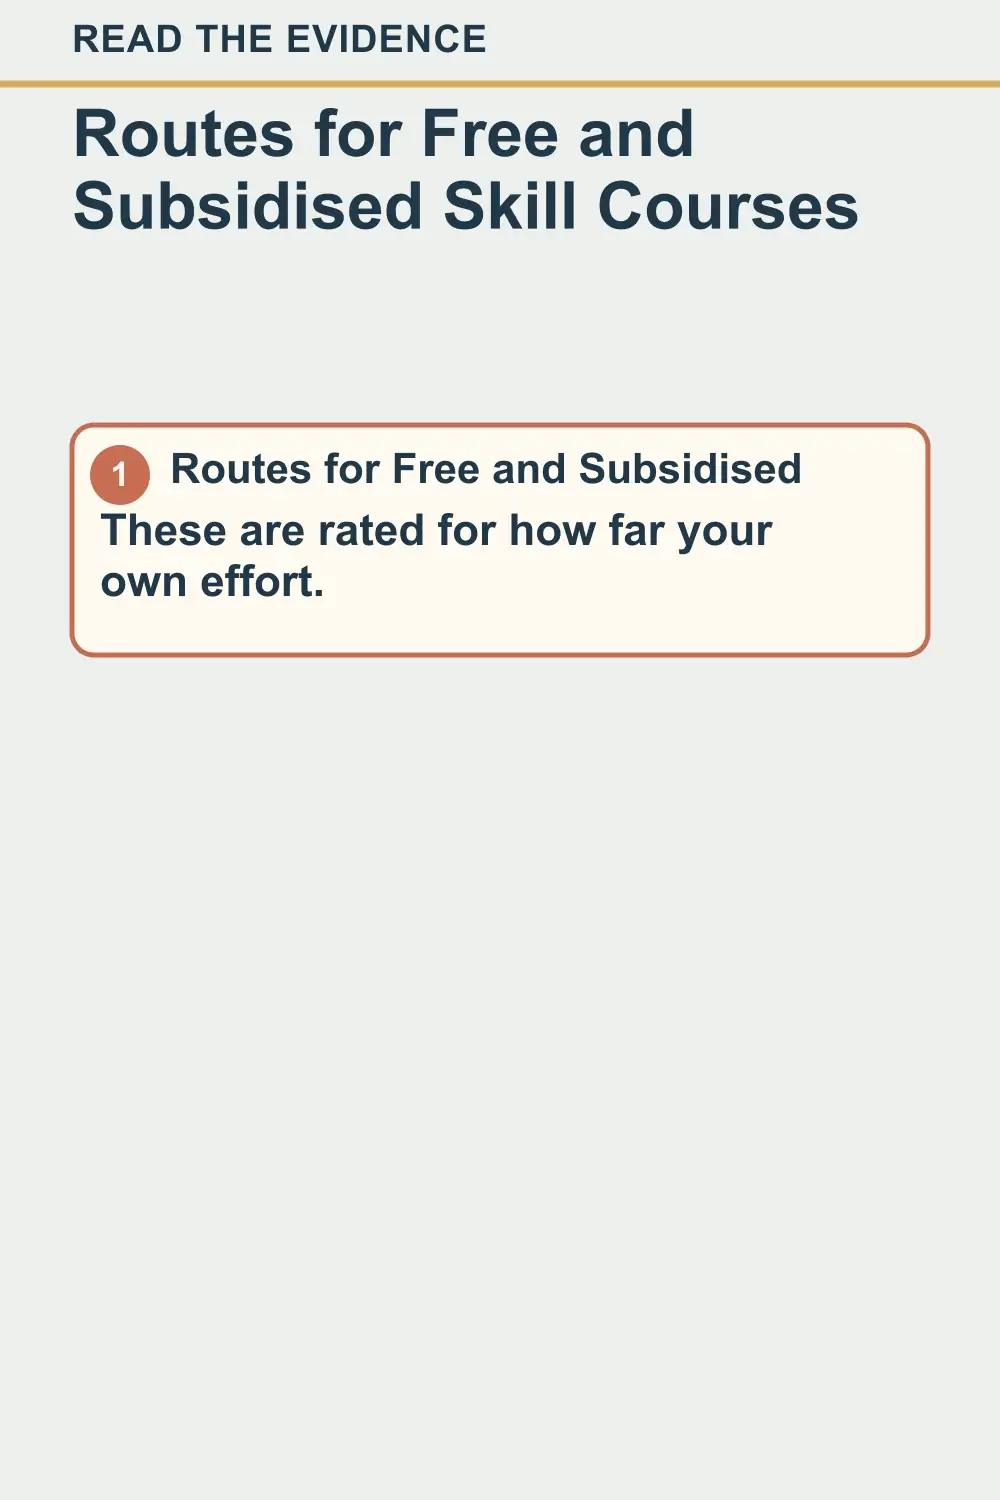 READ THE EVIDENCE
Routes for Free and
Subsidised Skill Courses
1 Routes for Free and Subsidised
These are rated for how far your
own effort.